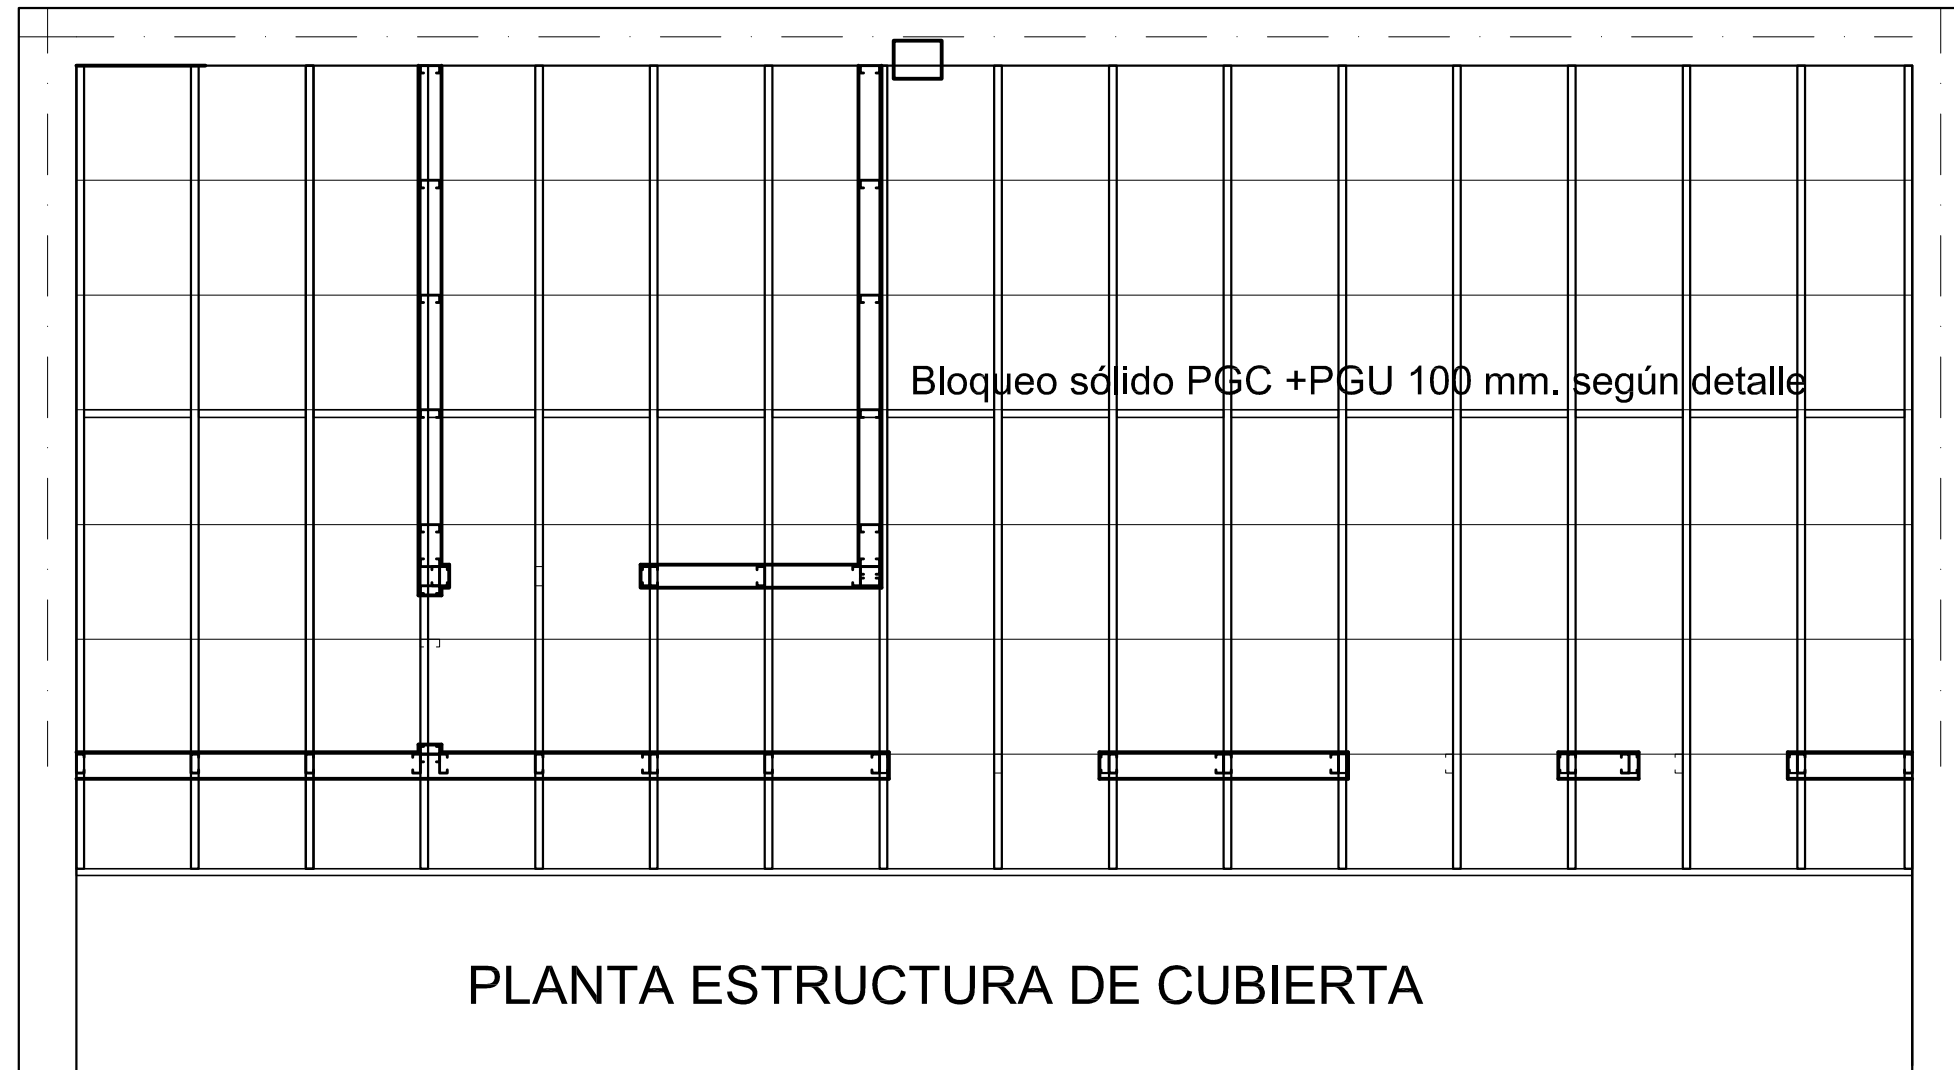 Bloqueo sólido PGC +PGU 100 mm. según detalle
PLANTA ESTRUCTURA DE CUBIERTA